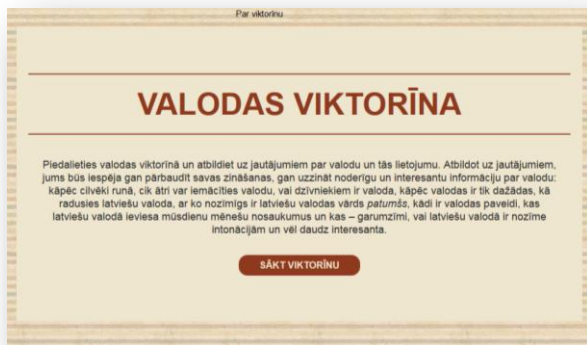 Par viktorīnu
VALODAS VIKTORĪNA
Piedalieties valodas viktorīnā un atbildiet uz jautājumiem par valodu un tās lietojumu. Atbildot uz jautājumiem,
jums būs iespēja gan pārbaudīt savas zināšanas, gan uzzināt noderīgu un interesantu informāciju par valodu:
kāpēc cilvēki runā, cik ātri var iemācīties valodu, vai dzīvniekiem ir valoda, kāpēc valodas ir tik dažādas, kā
radusies latviešu valoda, ar ko nozīmīgs ir latviešu valodas vārds patumšs, kādi ir valodas paveidi, kas
latviešu valodā ieviesa mūsdienu mēnešu nosaukumus un kas – garumzīmi, vai latviešu valodā ir nozīme
intonācijām un vēl daudz interesanta.
SĀKT VIKTORĪNU